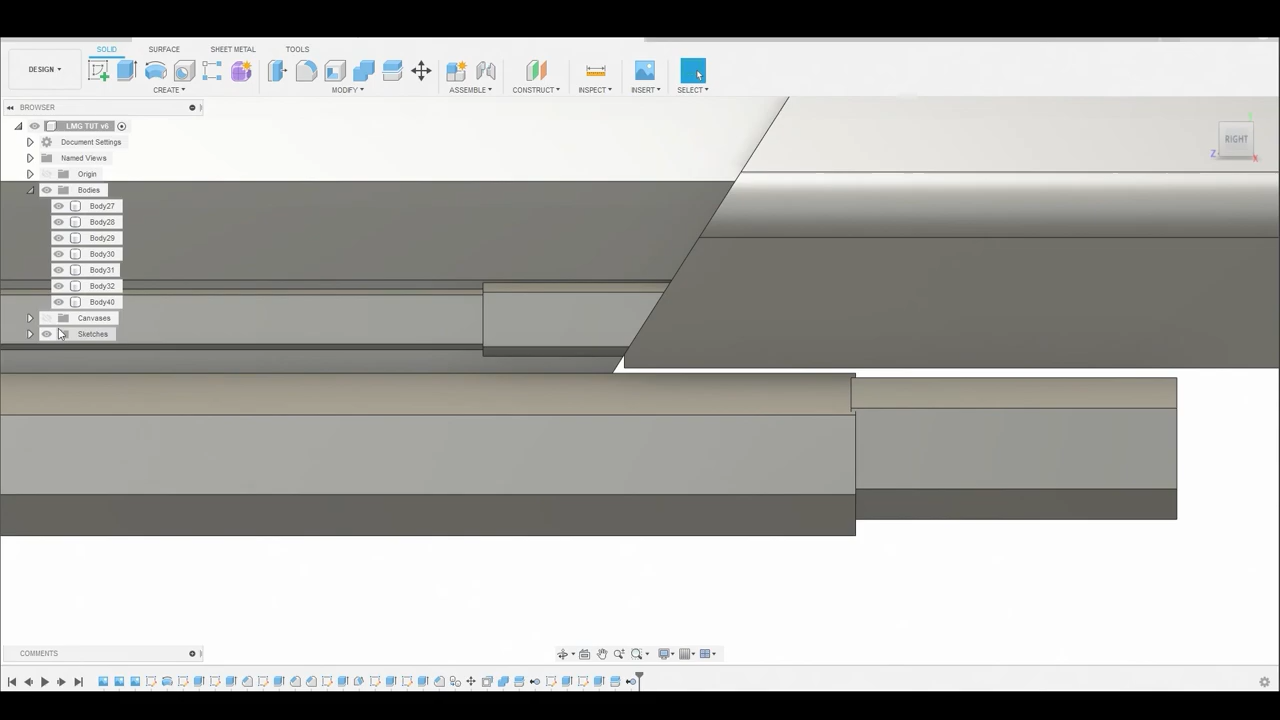 SOLID SURFACE SHEET METAL TOOLS
DESIGN
CREATE MODIFY ASSEMBLE CONSTRUCT INSPECT INSERT SELECT
BROWSER
LMG TUT v6
Document Settings
Named Views
Origin
Bodies
Body27
Body28
Body29
Body30
Body31
Body32
Body40
Canvases
Sketches
RIGHT
Z
X
COMMENTS